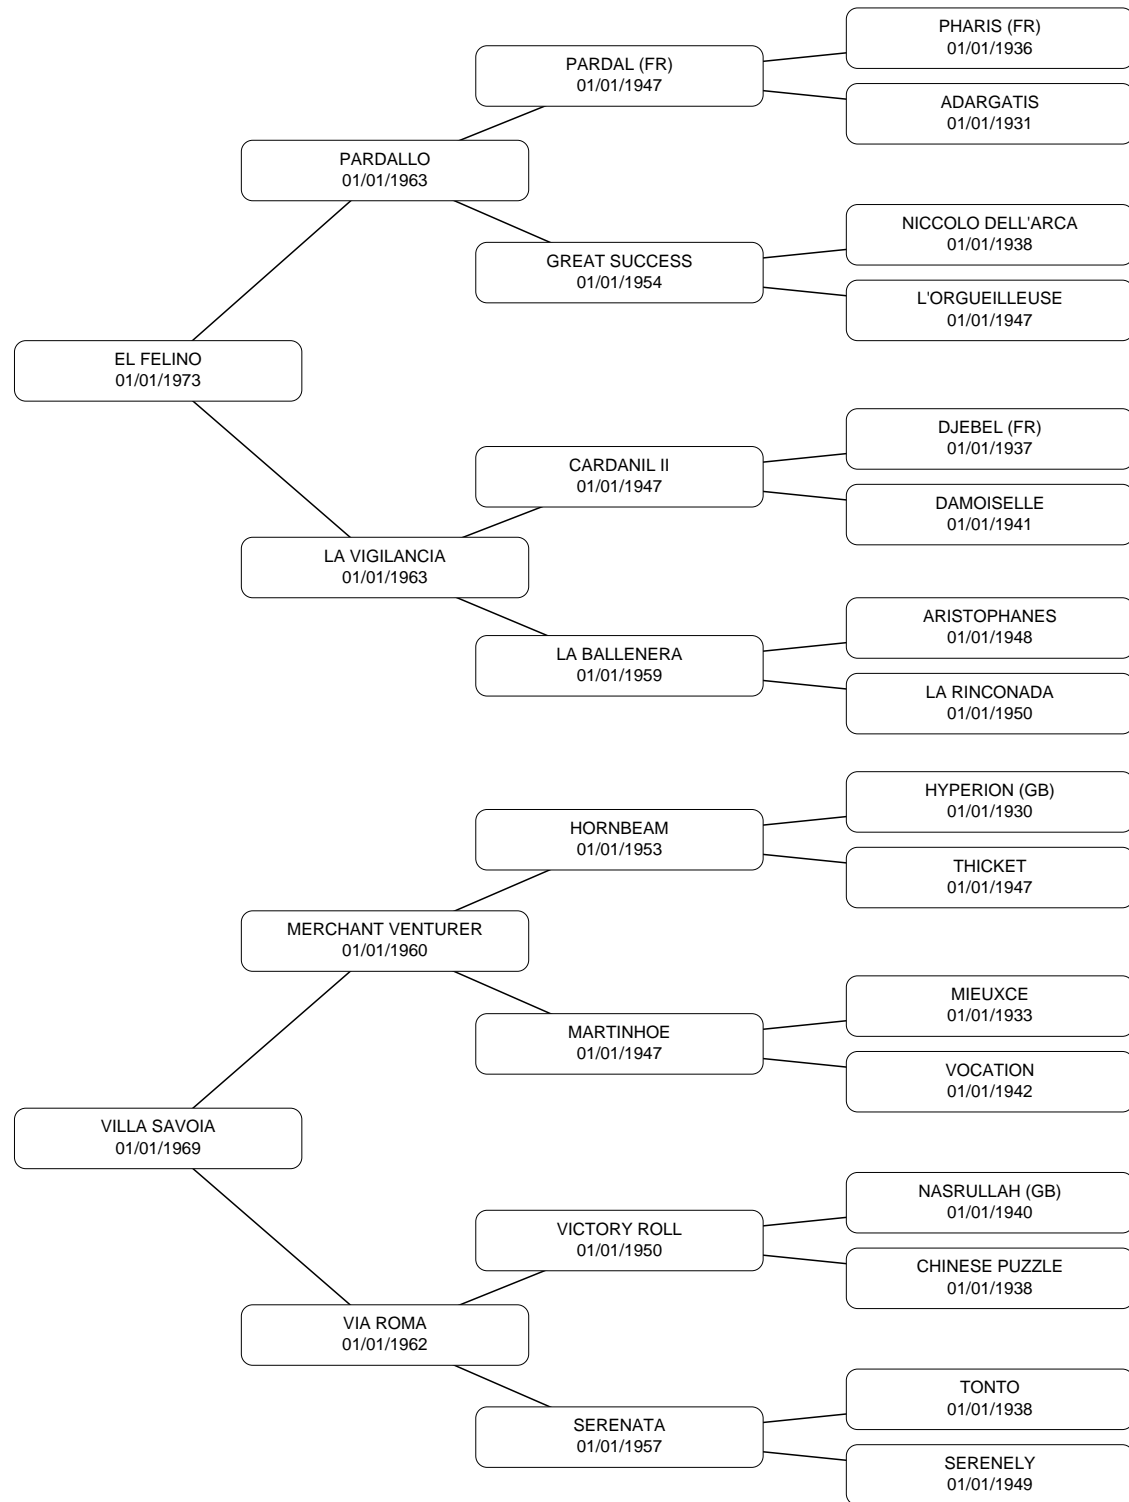 PHARIS (FR)
01/01/1936
PARDAL (FR)
01/01/1947
ADARGATIS
01/01/1931
PARDALLO
01/01/1963
NICCOLO DELL'ARCA
01/01/1938
GREAT SUCCESS
01/01/1954
L'ORGUEILLEUSE
01/01/1947
EL FELINO
01/01/1973
DJEBEL (FR)
01/01/1937
CARDANIL II
01/01/1947
DAMOISELLE
01/01/1941
LA VIGILANCIA
01/01/1963
ARISTOPHANES
01/01/1948
LA BALLENERA
01/01/1959
LA RINCONADA
01/01/1950
HYPERION (GB)
01/01/1930
HORNBEAM
01/01/1953
THICKET
01/01/1947
MERCHANT VENTURER
01/01/1960
MIEUXCE
01/01/1933
MARTINHOE
01/01/1947
VOCATION
01/01/1942
VILLA SAVOIA
01/01/1969
NASRULLAH (GB)
01/01/1940
VICTORY ROLL
01/01/1950
CHINESE PUZZLE
01/01/1938
VIA ROMA
01/01/1962
TONTO
01/01/1938
SERENATA
01/01/1957
SERENELY
01/01/1949